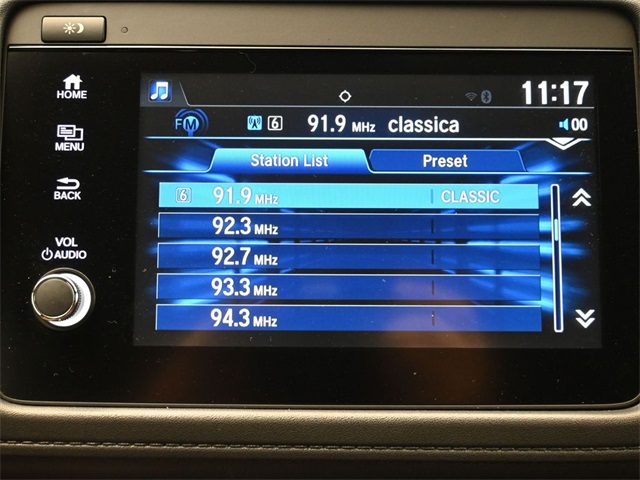 HOME
MENU
BACK
VOL
AUDIO
11:17
FM
6 91.9 MHz classica
00
Station List Preset
6 91.9 MHz CLASSIC
92.3 MHz
92.7 MHz
93.3 MHz
94.3 MHz